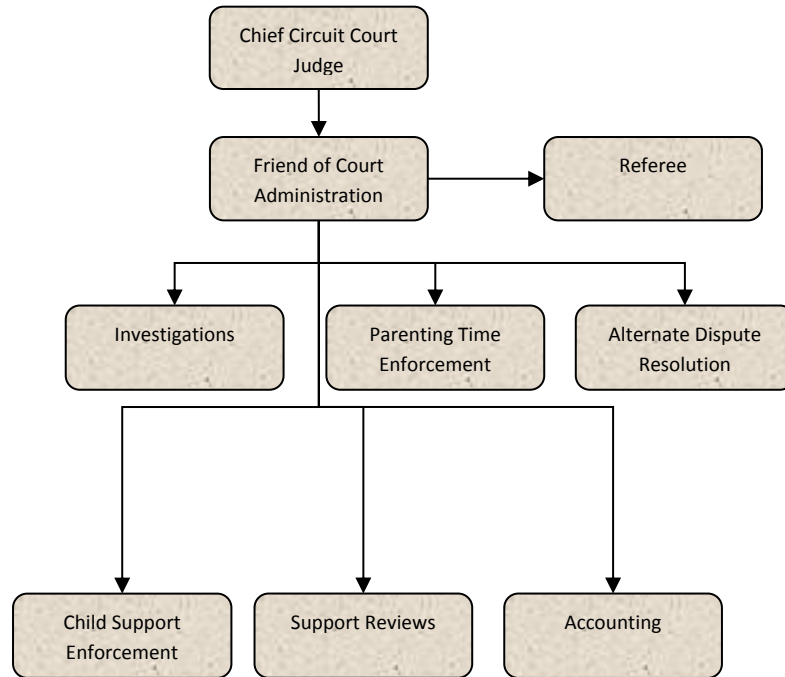 Chief Circuit Court
Judge
Friend of Court
Administration
Referee
Investigations
Parenting Time
Enforcement
Alternate Dispute
Resolution
Child Support
Enforcement
Support Reviews
Accounting